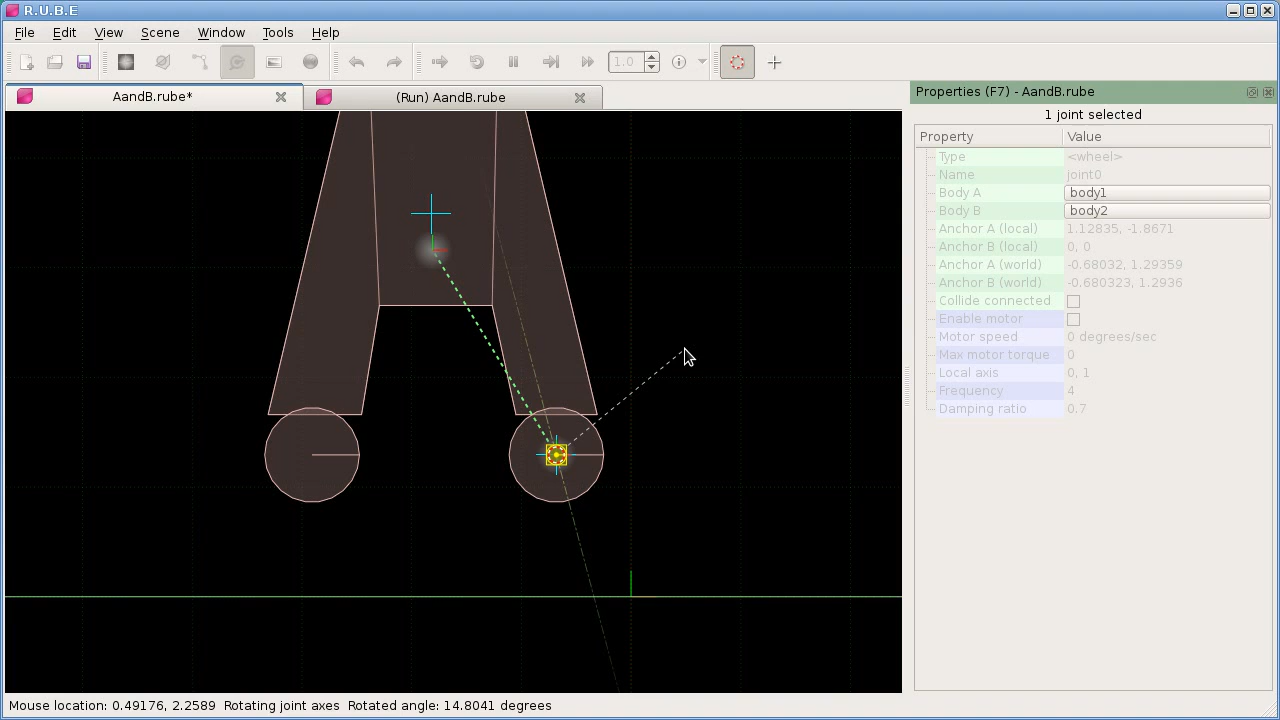 R.U.B.E
File Edit View Scene Window Tools Help
1.0
AandB.rube*
(Run) AandB.rube
Properties (F7) - AandB.rube
1 joint selected
Property Value
Type <wheel>
Name joint0
Body A body1
Body B body2
Anchor A (local) 1.12835, -1.8671
Anchor B (local) 0, 0
Anchor A (world) -0.68032, 1.29359
Anchor B (world) -0.680323, 1.2936
Collide connected
Enable motor
Motor speed 0 degrees/sec
Max motor torque 0
Local axis 0, 1
Frequency 4
Damping ratio 0.7
Mouse location: 0.49176, 2.2589 Rotating joint axes Rotated angle: 14.8041 degrees